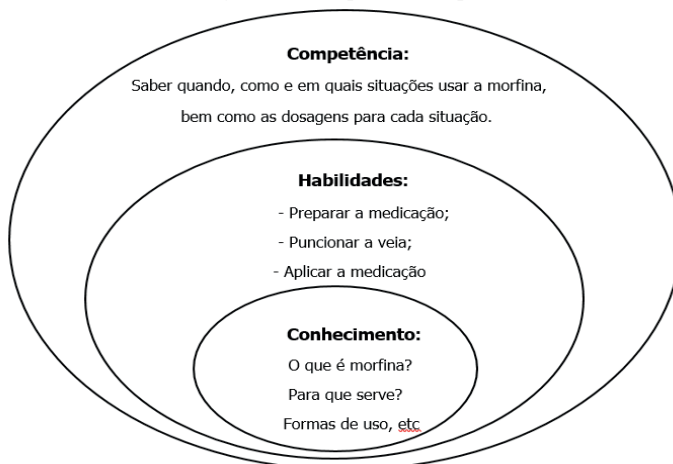 Competência:
Saber quando, como e em quais situações usar a morfina,
bem como as dosagens para cada situação.
Habilidades:
- Preparar a medicação;
- Puncionar a veia;
- Aplicar a medicação
Conhecimento:
O que é morfina?
Para que serve?
Formas de uso, etc